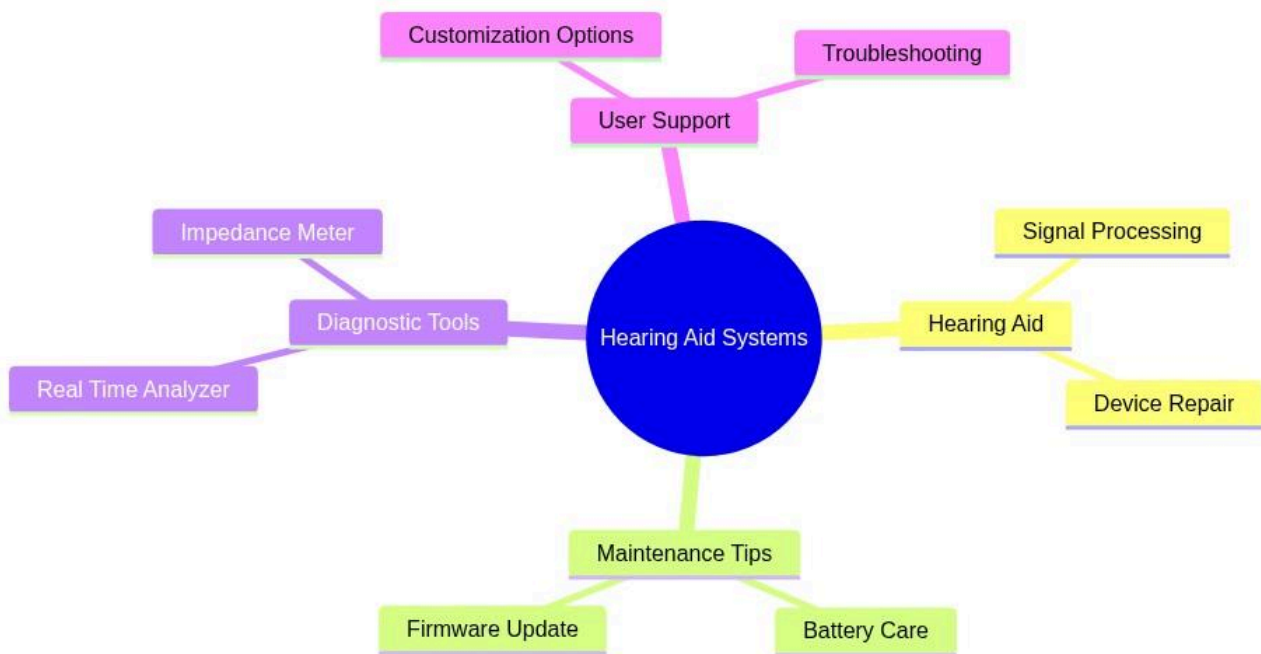 Customization Options
Troubleshooting
User Support
Impedance Meter
Signal Processing
Diagnostic Tools
Hearing Aid Systems
Hearing Aid
Real Time Analyzer
Device Repair
Maintenance Tips
Firmware Update
Battery Care